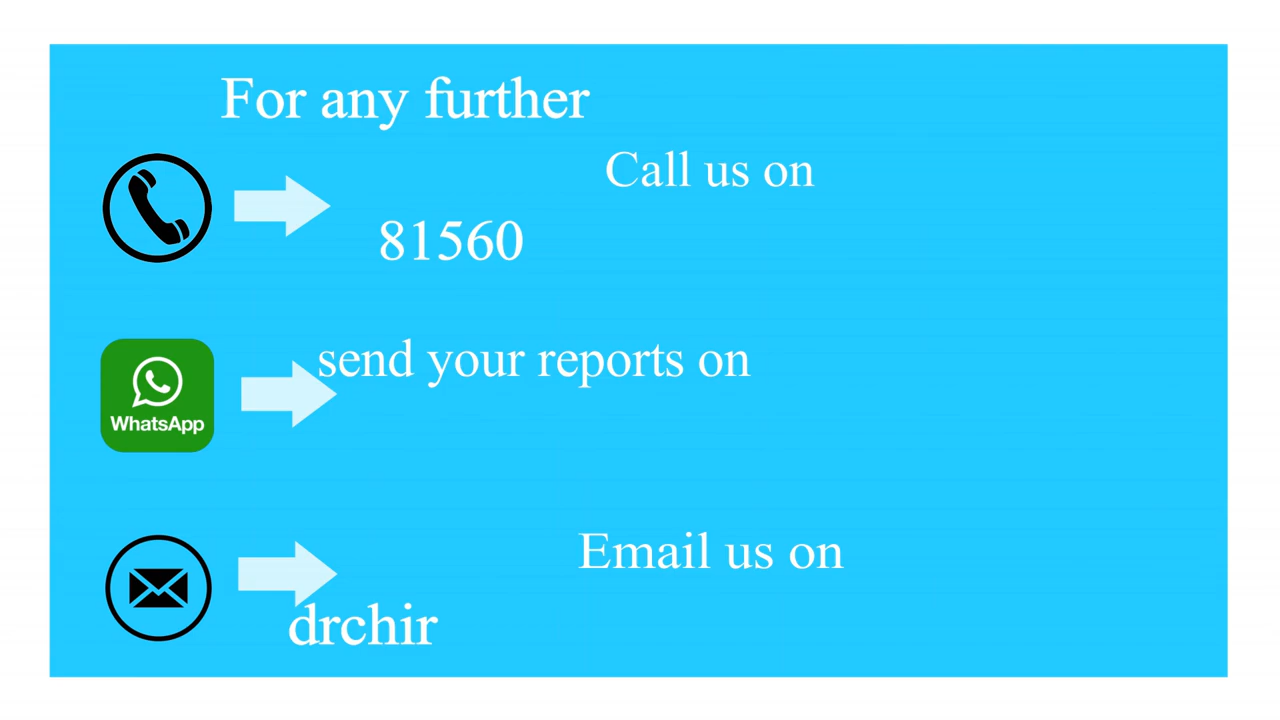 For any further
Call us on
81560
send your reports on
WhatsApp
Email us on
drchir